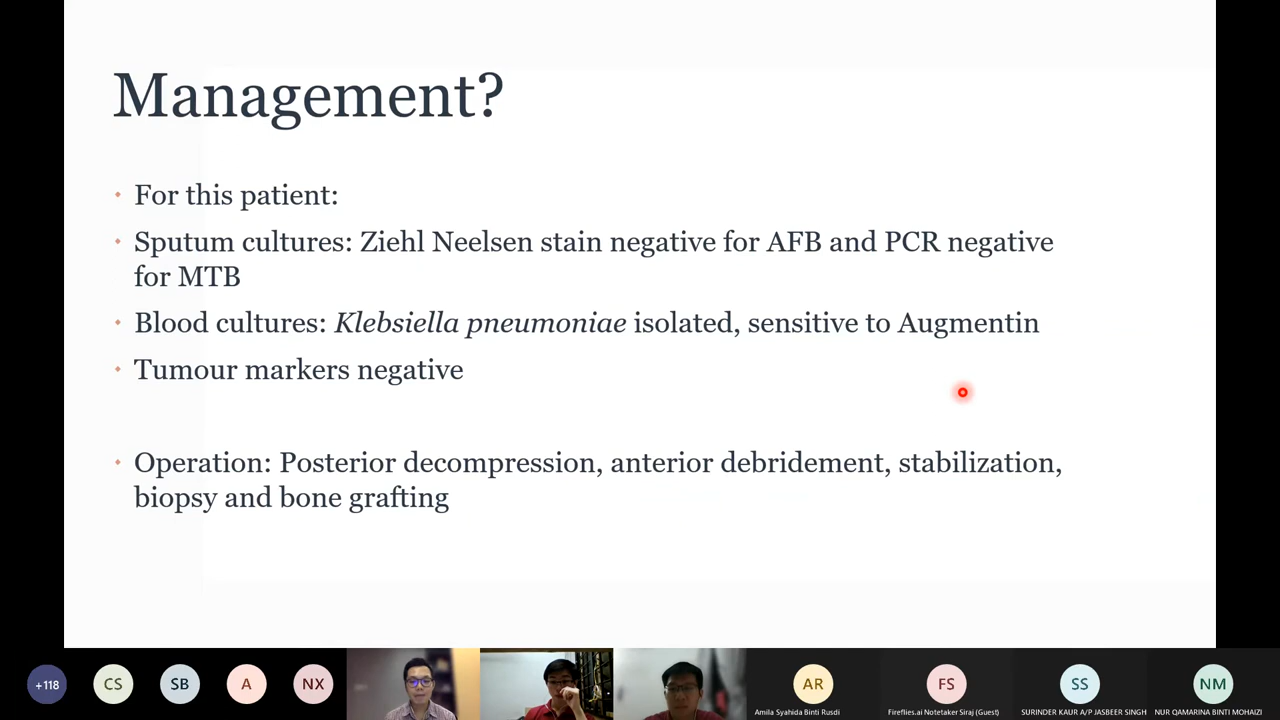 Management?
For this patient:
Sputum cultures: Ziehl Neelsen stain negative for AFB and PCR negative
for MTB
Blood cultures: Klebsiella pneumoniae isolated, sensitive to Augmentin
Tumour markers negative
Operation: Posterior decompression, anterior debridement, stabilization,
biopsy and bone grafting
+118
CS
SB
A
NX
AR
FS
SS
NM
Amila Syahida Binti Rusdi
Fireflies.ai Notetaker Siraj (Guest)
SURINDER KAUR A/P JASBEER SINGH
NUR QAMARINA BINTI MOHAIZI